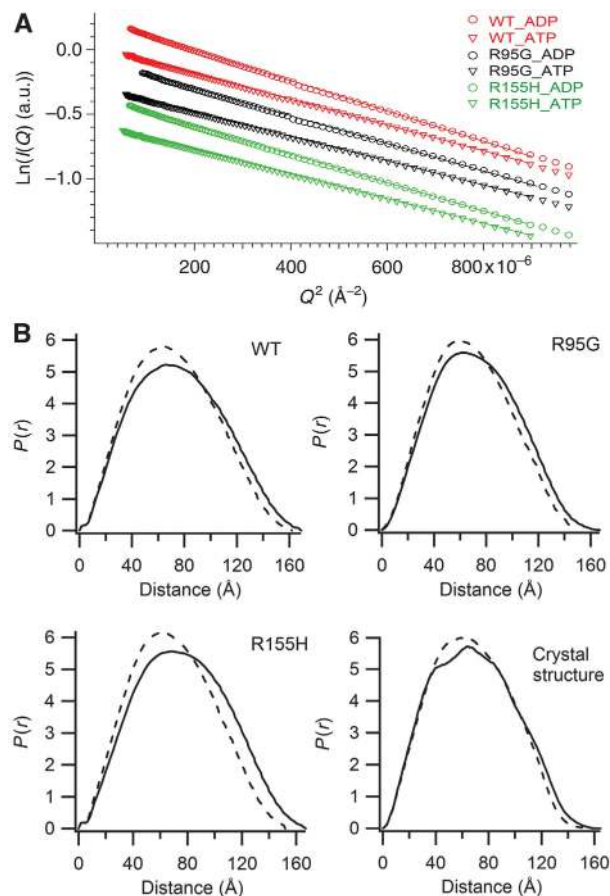 A
WT_ADP
WT_ATP
R95G_ADP
R95G_ATP
R155H_ADP
R155H_ATP
Ln(I(Q) (a.u.))
0.0
−0.5
−1.0
200 400 600 800x10⁻⁶
Q² (Å⁻²)
B
WT
P(r)
6
5
4
3
2
1
0
0 40 80 120 160
Distance (Å)
R95G
P(r)
6
5
4
3
2
1
0
0 40 80 120 160
Distance (Å)
R155H
P(r)
6
5
4
3
2
1
0
0 40 80 120 160
Distance (Å)
Crystal
structure
P(r)
6
5
4
3
2
1
0
0 40 80 120 160
Distance (Å)